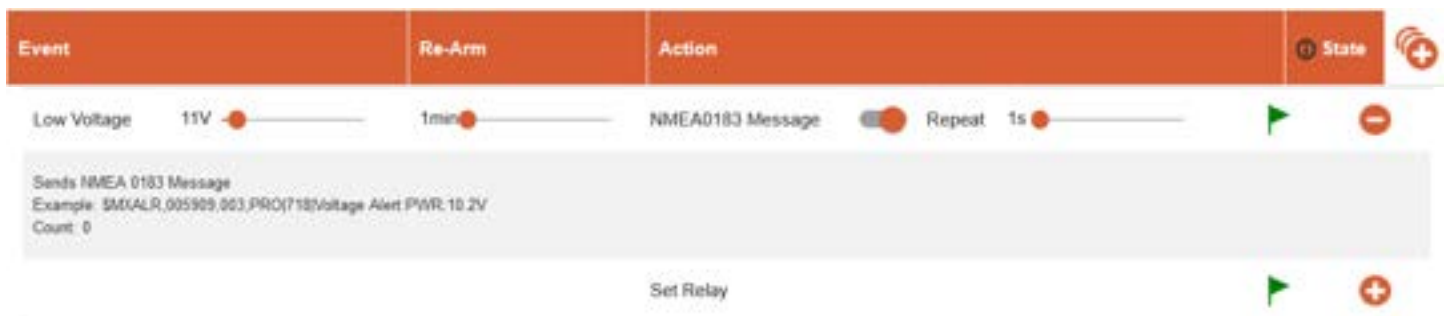 Event Re-Arm Action State
Low Voltage 11V 1min NMEA0183 Message Repeat 1s
Sends NMEA 0183 Message
Example: $MXALR,005909,003,PRO|718|Voltage Alert:PWR:10.2V
Count: 0
Set Relay